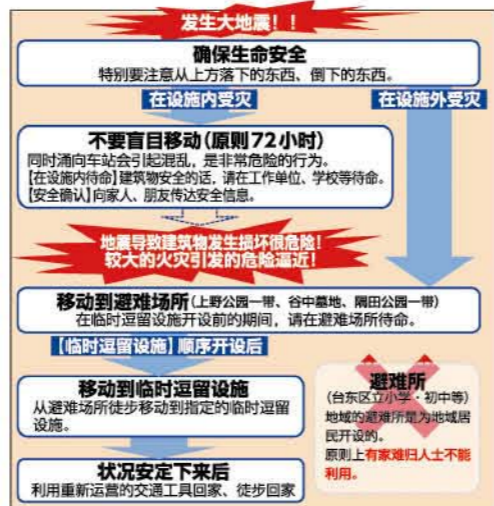 发生大地震！！
确保生命安全
特别要注意从上方落下的东西、倒下的东西。
在设施内受灾
在设施外受灾
不要盲目移动（原则72小时）
同时涌向车站会引起混乱，是非常危险的行为。
【在设施内待命】建筑物安全的话，请在工作单位、学校等待命。
【安全确认】向家人、朋友传达安全信息。
地震导致建筑物发生损坏很危险！
较大的火灾引发的危险逼近！
移动到避难场所（上野公园一带、谷中墓地、隅田公园一带）
在临时逗留设施开设前的期间，请在避难场所待命。
【临时逗留设施】顺序开设后
移动到临时逗留设施
从避难场所徒步移动到指定的临时逗留
设施。
状况安定下来后
利用重新运营的交通工具回家、徒步回家
避难所
（台东区立小学・初中等）
地域的避难所是为地域居
民开设的。
原则上有家难归人士不能
利用。